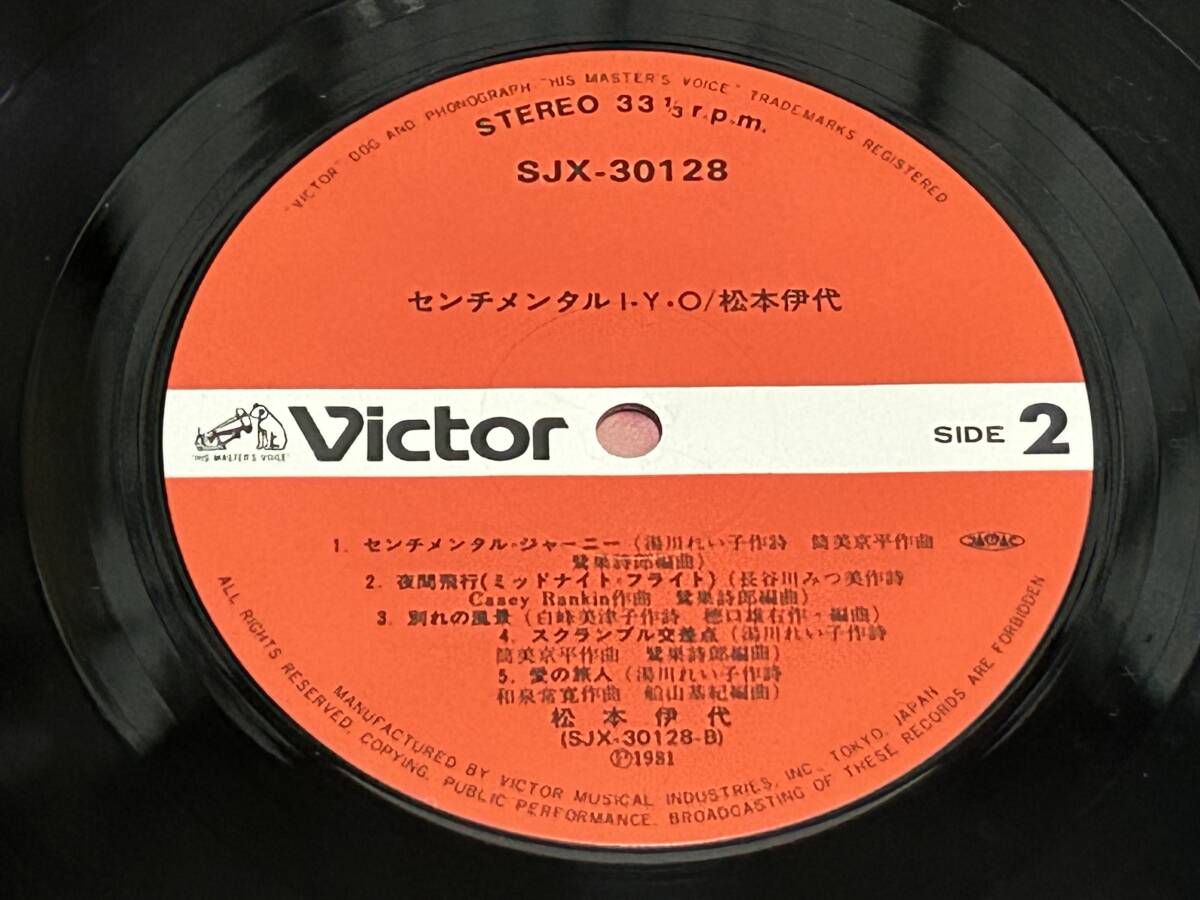 "VICTOR" DOG AND PHONOGRAPH "HIS MASTER'S VOICE" TRADEMARKS REGISTERED
STEREO 33 1/3 r.p.m.
SJX-30128
センチメンタル I・Y・O/松本伊代
"HIS MASTER'S VOICE"
Victor
SIDE 2
1. センチメンタル・ジャーニー (湯川れい子作詩 筒美京平作曲
鷺巣詩郎編曲)
JASRAC
2. 夜間飛行(ミッドナイト・フライト) (長谷川みつ美作詩
Casey Rankin作曲 鷺巣詩郎編曲)
3. 別れの風景 (白峰美津子作詩 穂口雄右作・編曲)
4. スクランブル交差点 (湯川れい子作詩
筒美京平作曲 鷺巣詩郎編曲)
5. 愛の旅人 (湯川れい子作詩
和泉常寛作曲 船山基紀編曲)
松本伊代
(SJX-30128-B)
Ⓟ1981
MANUFACTURED BY VICTOR MUSICAL INDUSTRIES, INC., TOKYO, JAPAN
ALL RIGHTS RESERVED. COPYING, PUBLIC PERFORMANCE, BROADCASTING OF THESE RECORDS ARE FORBIDDEN